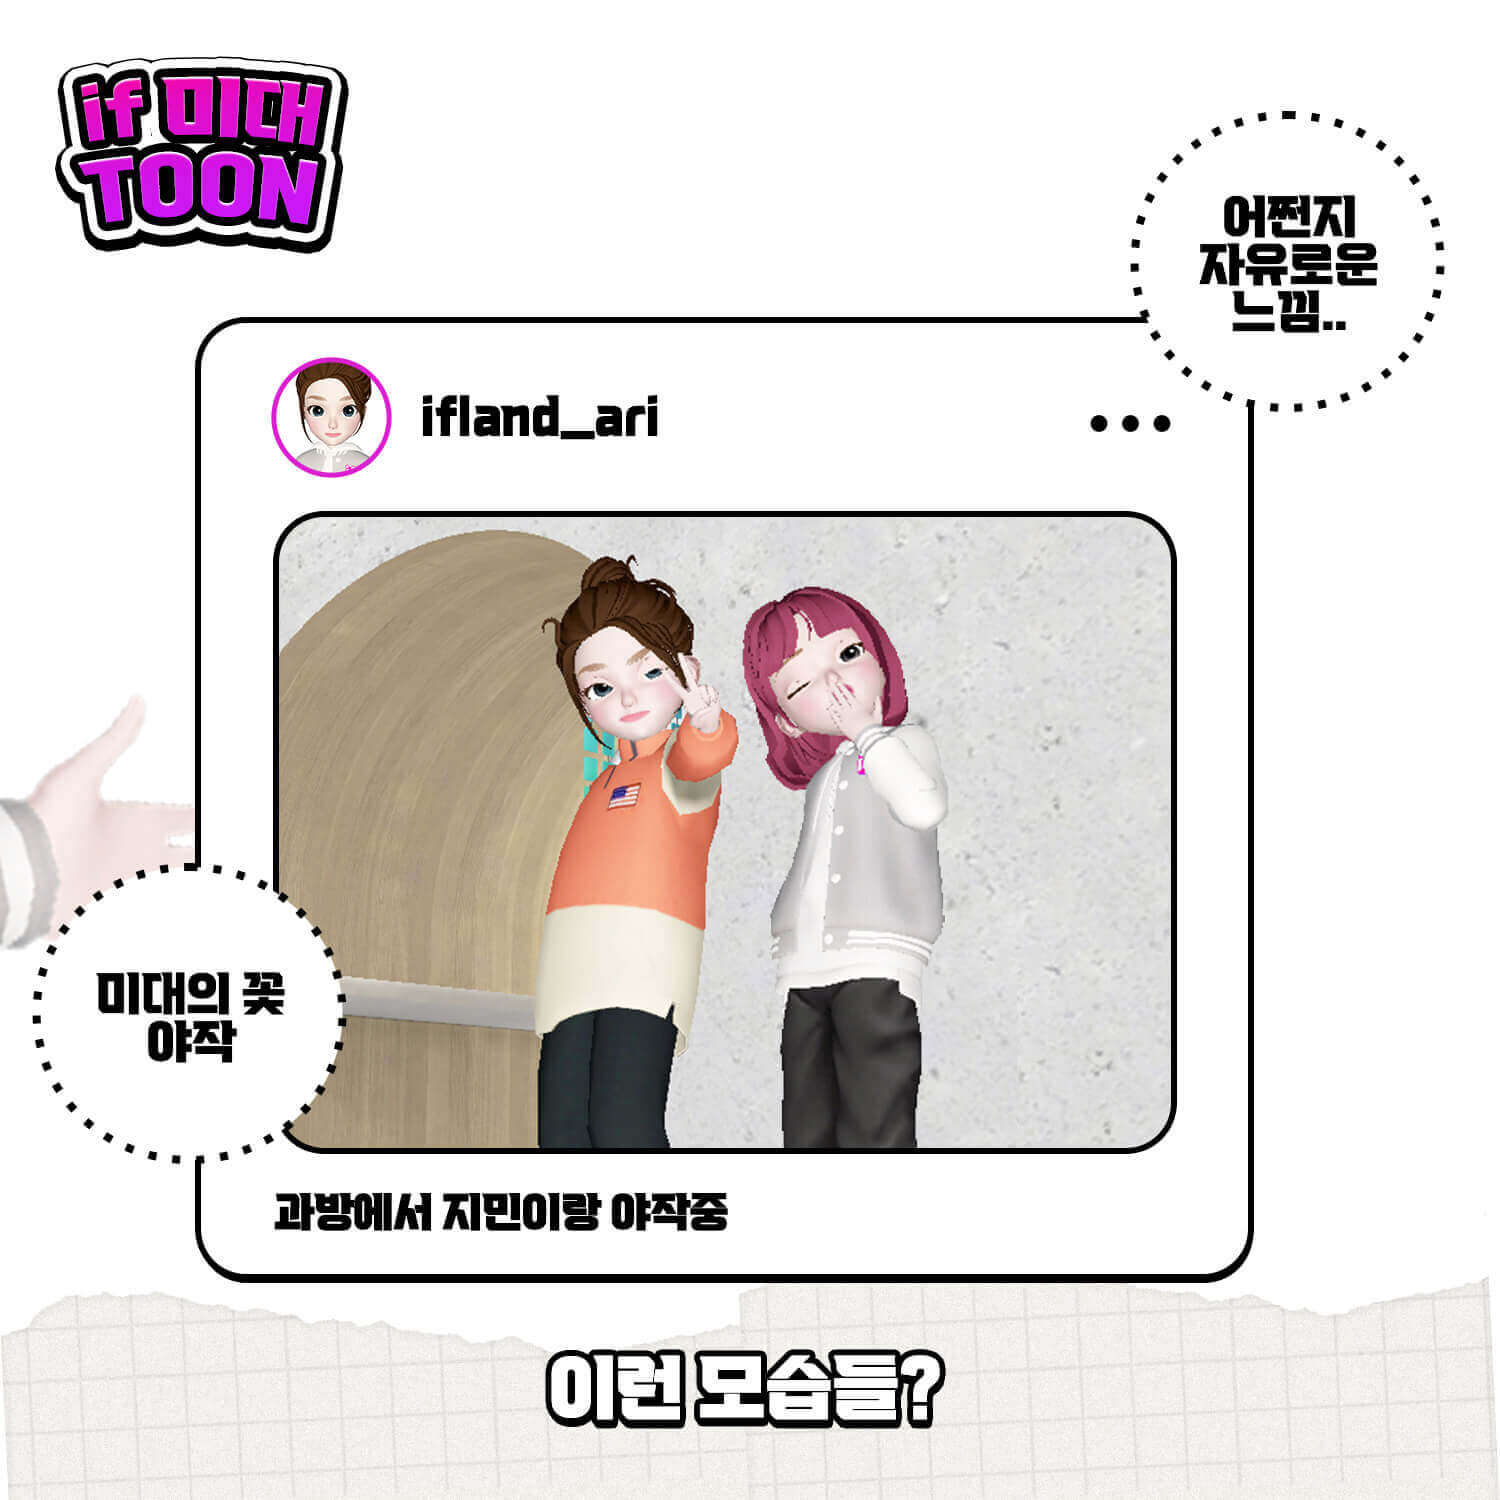 if 미대
TOON
어쩐지
자유로운
느낌..
ifland_ari
미대의 꽃
야작
과방에서 지민이랑 야작중
이런 모습들?